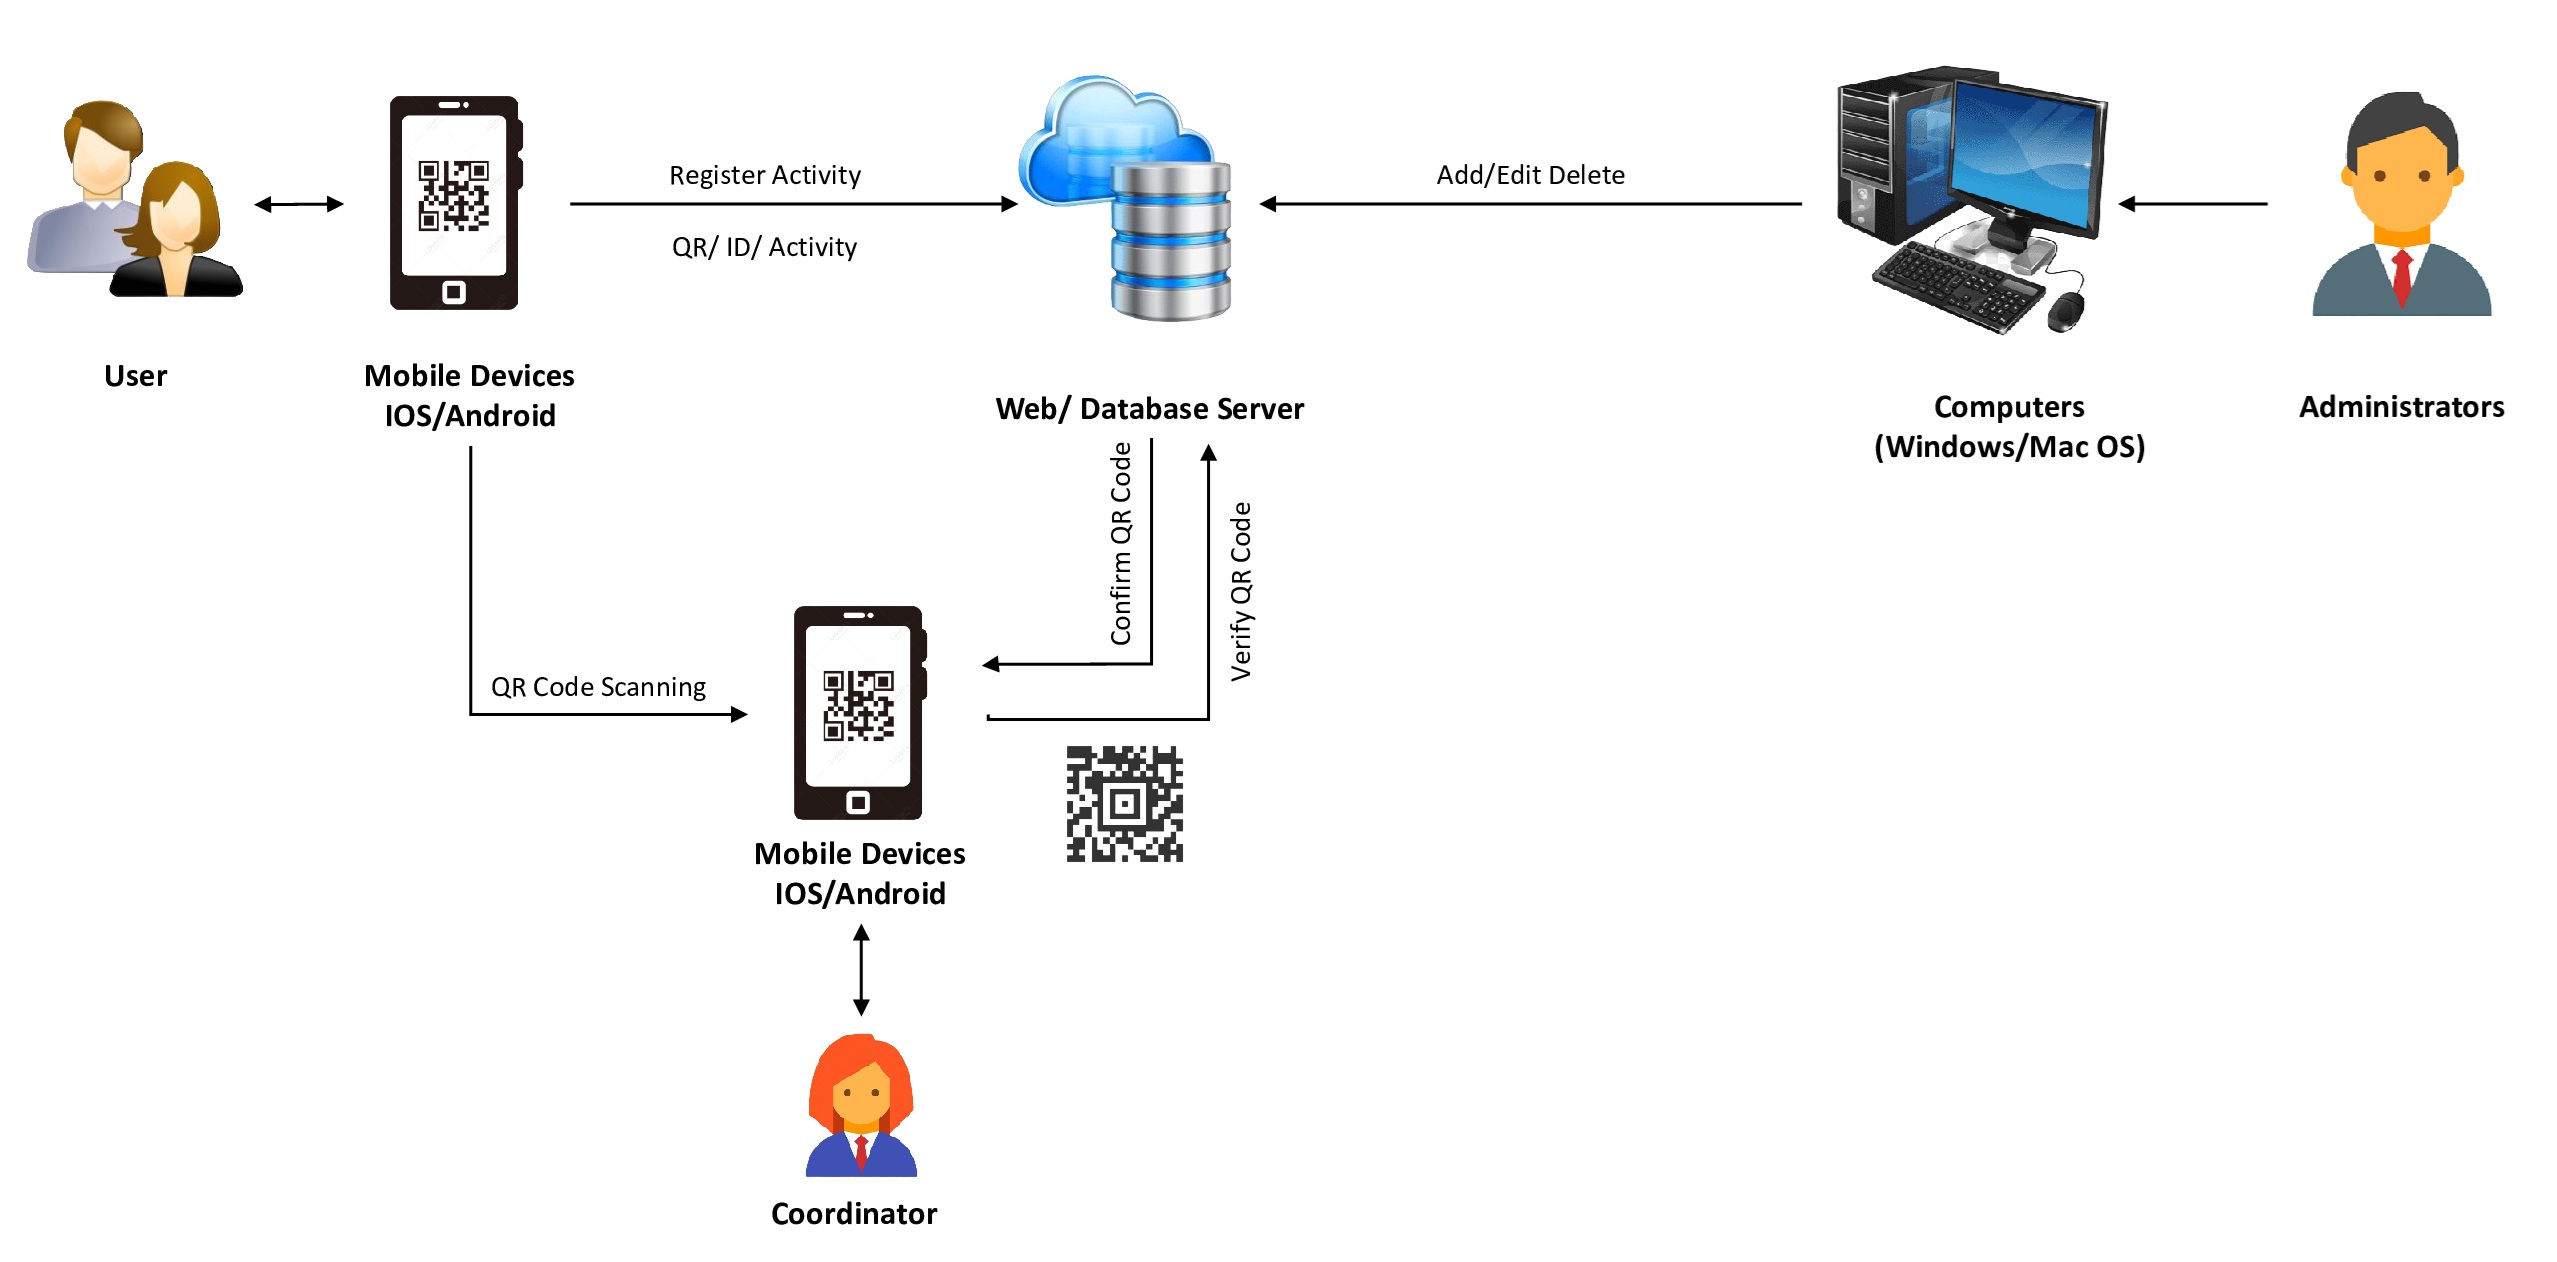 Register Activity
QR/ ID/ Activity
Add/Edit Delete
User
Mobile Devices
IOS/Android
Web/ Database Server
Computers
(Windows/Mac OS)
Administrators
Confirm QR Code
Verify QR Code
QR Code Scanning
Mobile Devices
IOS/Android
Coordinator